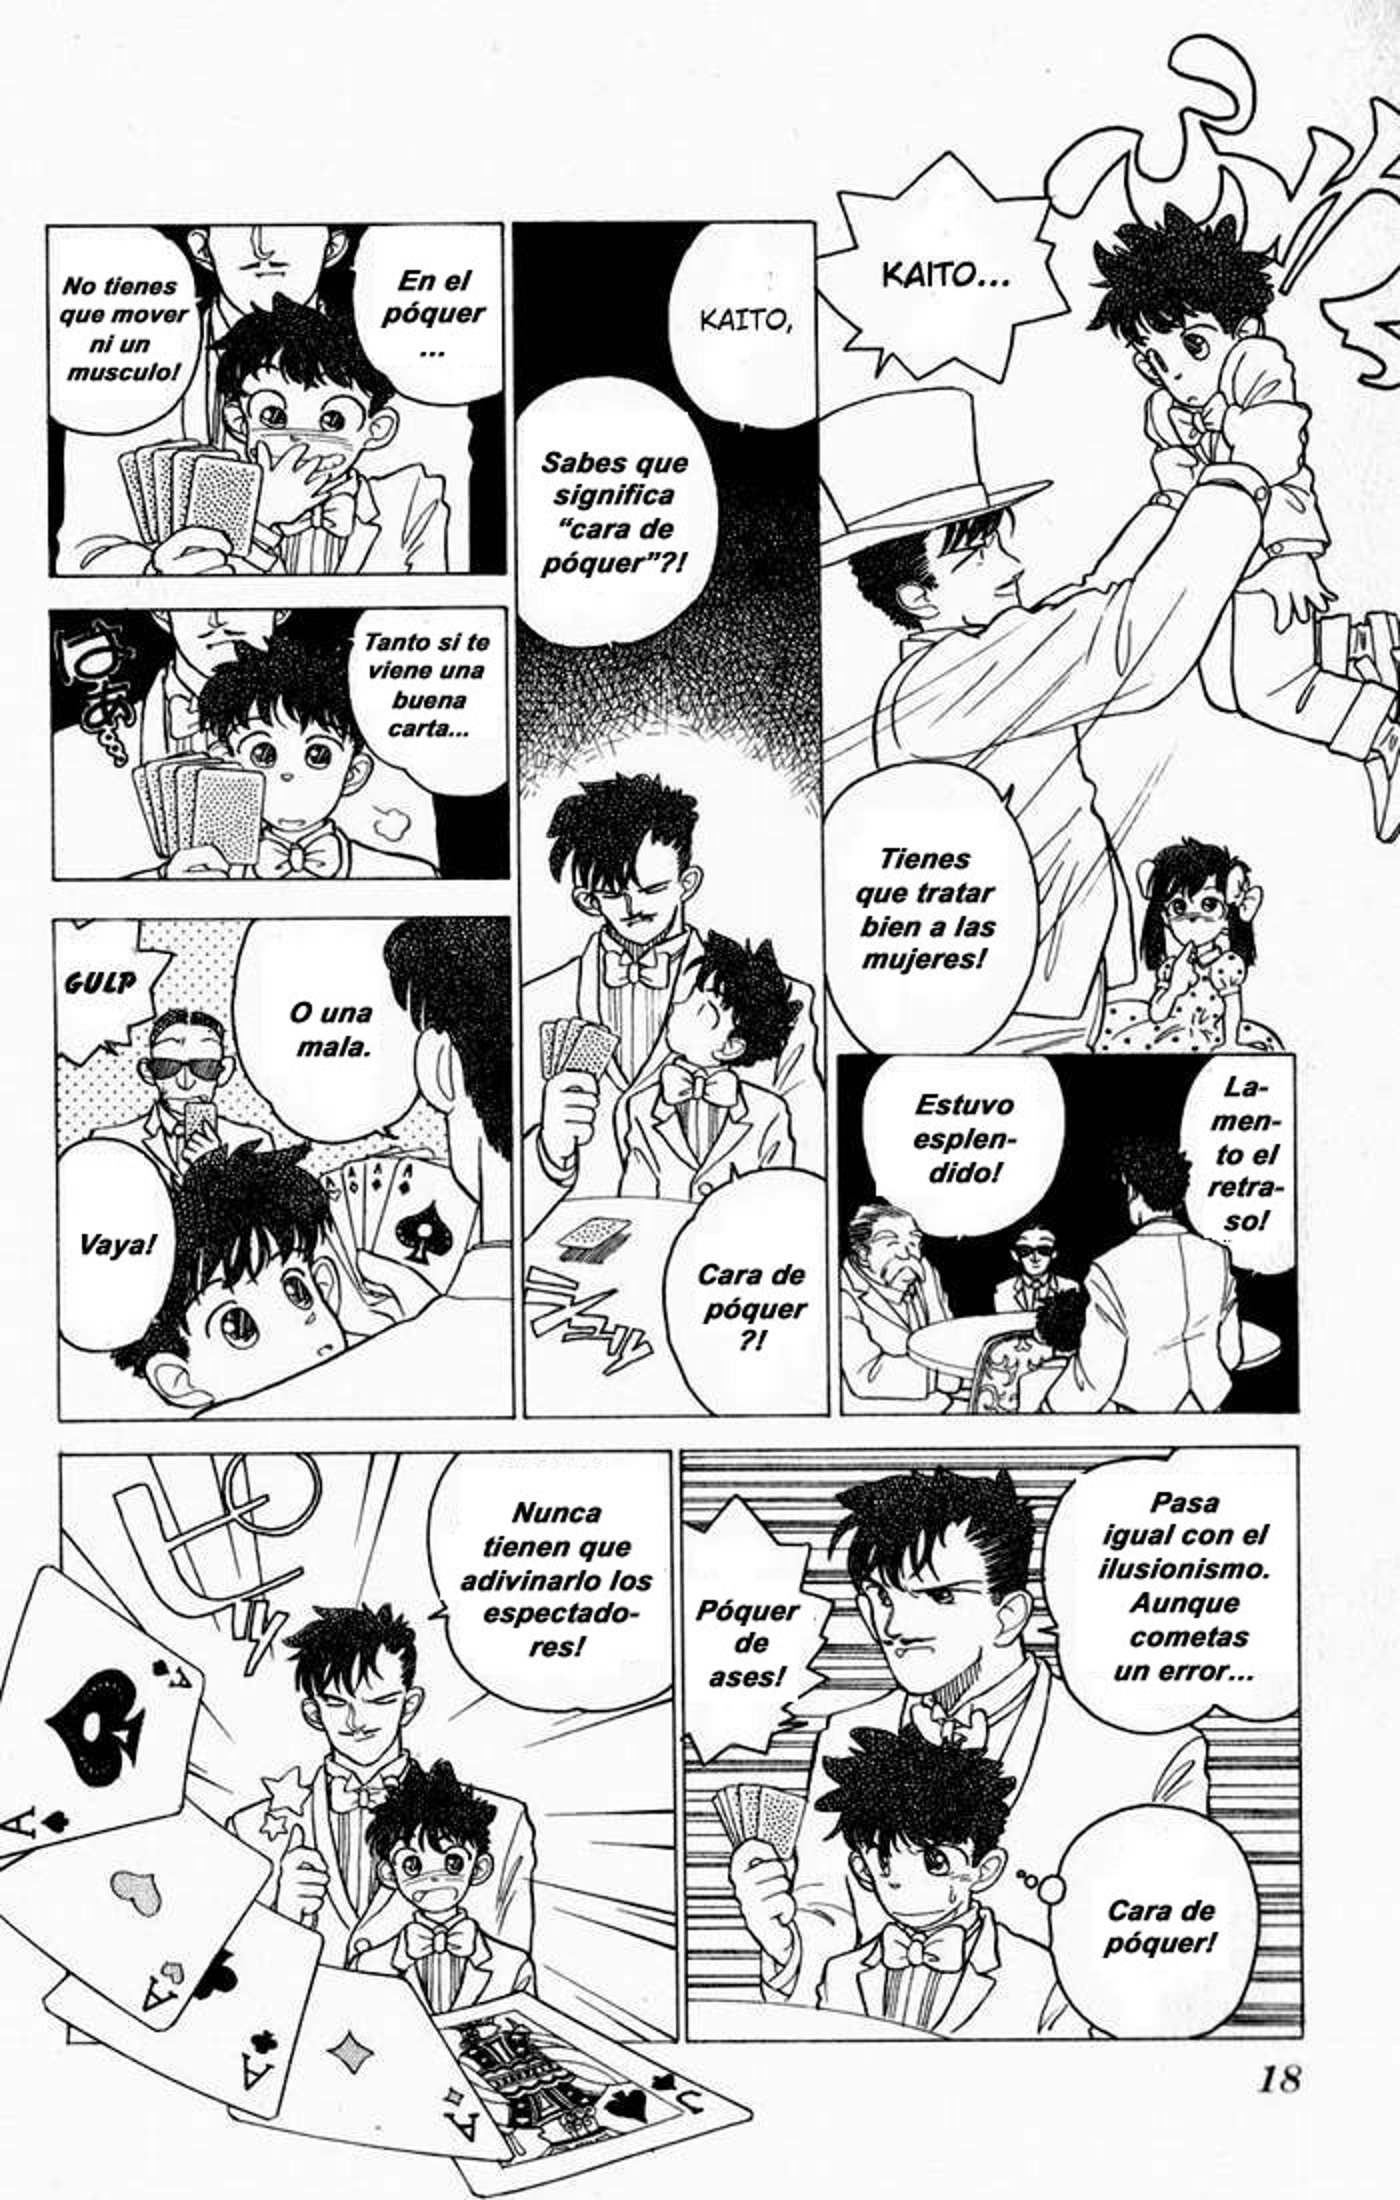 KAITO...
Tienes
que tratar
bien a las
mujeres!
La-
men-
to el
retra-
so!
Estuvo
esplen-
dido!
KAITO,
Sabes que
significa
“cara de
póquer”?!
Cara de
póquer
?!
En el
póquer
...
No tienes
que mover
ni un
musculo!
Tanto si te
viene una
buena
carta...
はぁ...
O una
mala.
GULP
Vaya!
A
A
A
A
Pasa
igual con el
ilusionismo.
Aunque
cometas
un error...
Póquer
de
ases!
Cara de
póquer!
Nunca
tienen que
adivinarlo los
espectado-
res!
A
A
A
A
A
J
18